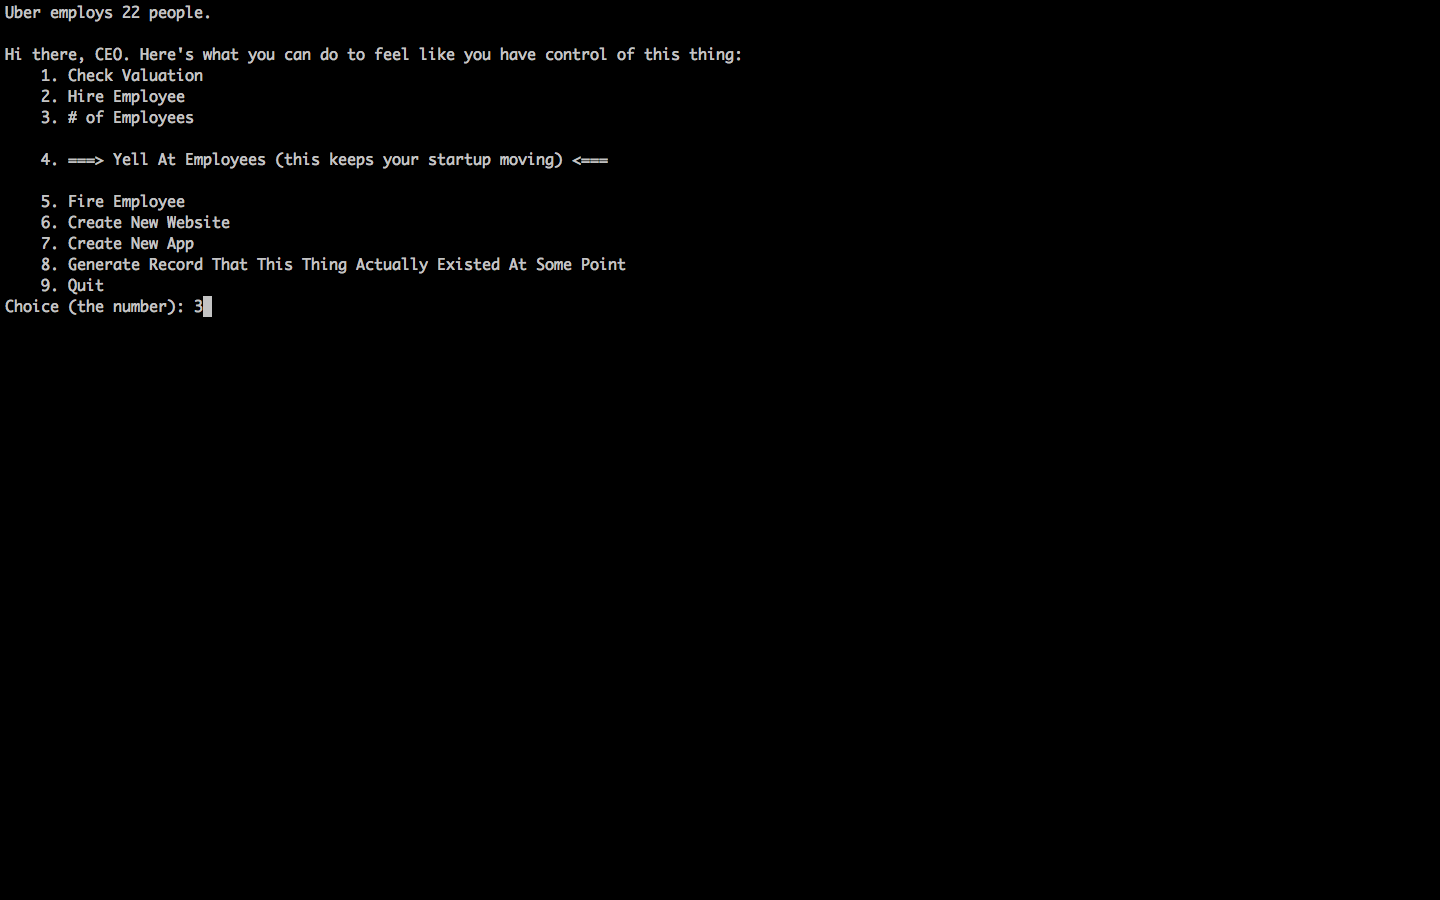 Uber employs 22 people.
Hi there, CEO. Here's what you can do to feel like you have control of this thing:
1. Check Valuation
2. Hire Employee
3. # of Employees
4. ===> Yell At Employees (this keeps your startup moving) <===
5. Fire Employee
6. Create New Website
7. Create New App
8. Generate Record That This Thing Actually Existed At Some Point
9. Quit
Choice (the number): 3